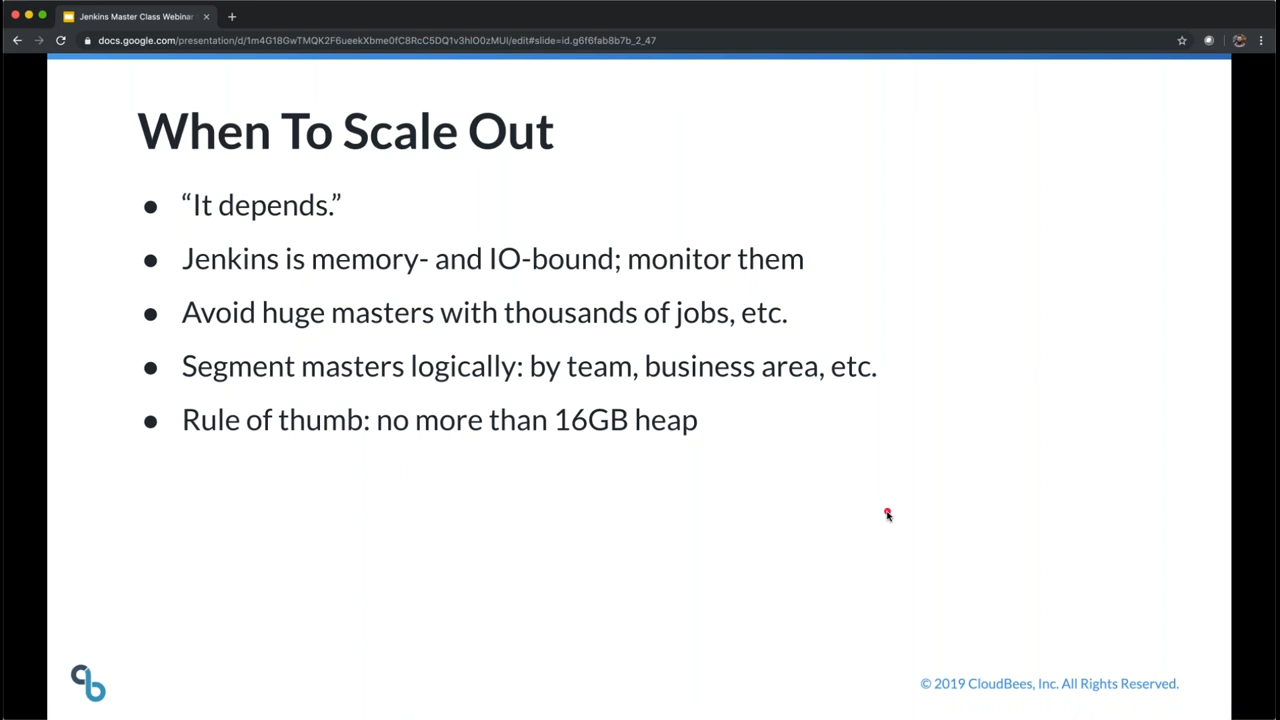 Jenkins Master Class Webinar
docs.google.com/presentation/d/1m4G18GwTMQK2F6ueekXbme0fC8RcC5DQ1v3hlO0zMUI/edit#slide=id.g6f6fab8b7b_2_47
When To Scale Out
● “It depends.”
● Jenkins is memory- and IO-bound; monitor them
● Avoid huge masters with thousands of jobs, etc.
● Segment masters logically: by team, business area, etc.
● Rule of thumb: no more than 16GB heap
© 2019 CloudBees, Inc. All Rights Reserved.